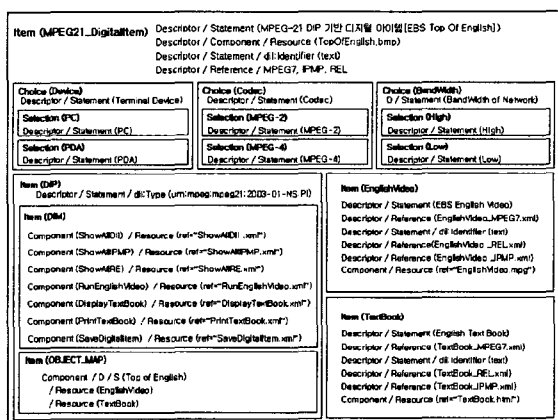 Item (MPEG21_DigitalItem) Descriptor / Statement (MPEG-21 DIP 기반 디지털 아이템 [EBS Top Of English])
Descriptor / Component / Resource (TopOfEnglish.bmp)
Descriptor / Statement / dii:Identifier (text)
Descriptor / Reference / MPEG7, IPMP, REL
Choice (Device)
Descriptor / Statement (Terminal Device)
Selection (PC)
Descriptor / Statement (PC)
Selection (PDA)
Descriptor / Statement (PDA)
Choice (Codec)
Descriptor / Statement (Codec)
Selection (MPEG-2)
Descriptor / Statement (MPEG-2)
Selection (MPEG-4)
Descriptor / Statement (MPEG-4)
Choice (BandWidth)
D / Statement (BandWidth of Network)
Selection (High)
Descriptor / Statement (High)
Selection (Low)
Descriptor / Statement (Low)
Item (DIP)
Descriptor / Statement / dii:Type (urn:mpeg:mpeg21:2003-01-NS PI)
Item (DIM)
Component (ShowAllDII) / Resource (ref="ShowAllDII.xml")
Component (ShowAllIPMP) / Resource (ref="ShowAllIPMP.xml")
Component (ShowAllRE) / Resource (ref="ShowAllRE.xml")
Component (RunEnglishVideo) / Resource (ref="RunEnglishVideo.xml")
Component (DisplayTextBook) / Resource (ref="DisplayTextBook.xml")
Component (PrintTextBook) / Resource (ref="PrintTextBook.xml")
Component (SaveDigitalItem) / Resource (ref="SaveDigitalItem.xml")
Item (OBJECT_MAP)
Component / D / S (Top of English)
/ Resource (EnglishVideo)
/ Resource (TextBook)
Item (EnglishVideo)
Descriptor / Statement (EBS English Video)
Descriptor / Reference (EnglishVideo_MPEG7.xml)
Descriptor / Statement / dii Identifier (text)
Descriptor / Reference(EnglishVideo _REL.xml)
Descriptor / Reference (EnglishVideo _IPMP.xml)
Component / Resource (ref="EnglishVideo.mpg")
Item (TextBook)
Descriptor / Statement (English Text Book)
Descriptor / Reference (TextBook_MPEG7.xml)
Descriptor / Statement / dii Identifier (text)
Descriptor / Reference (TextBook_REL.xml)
Descriptor / Reference (TextBook_IPMP.xml)
Component / Resource (ref="TextBook.html")